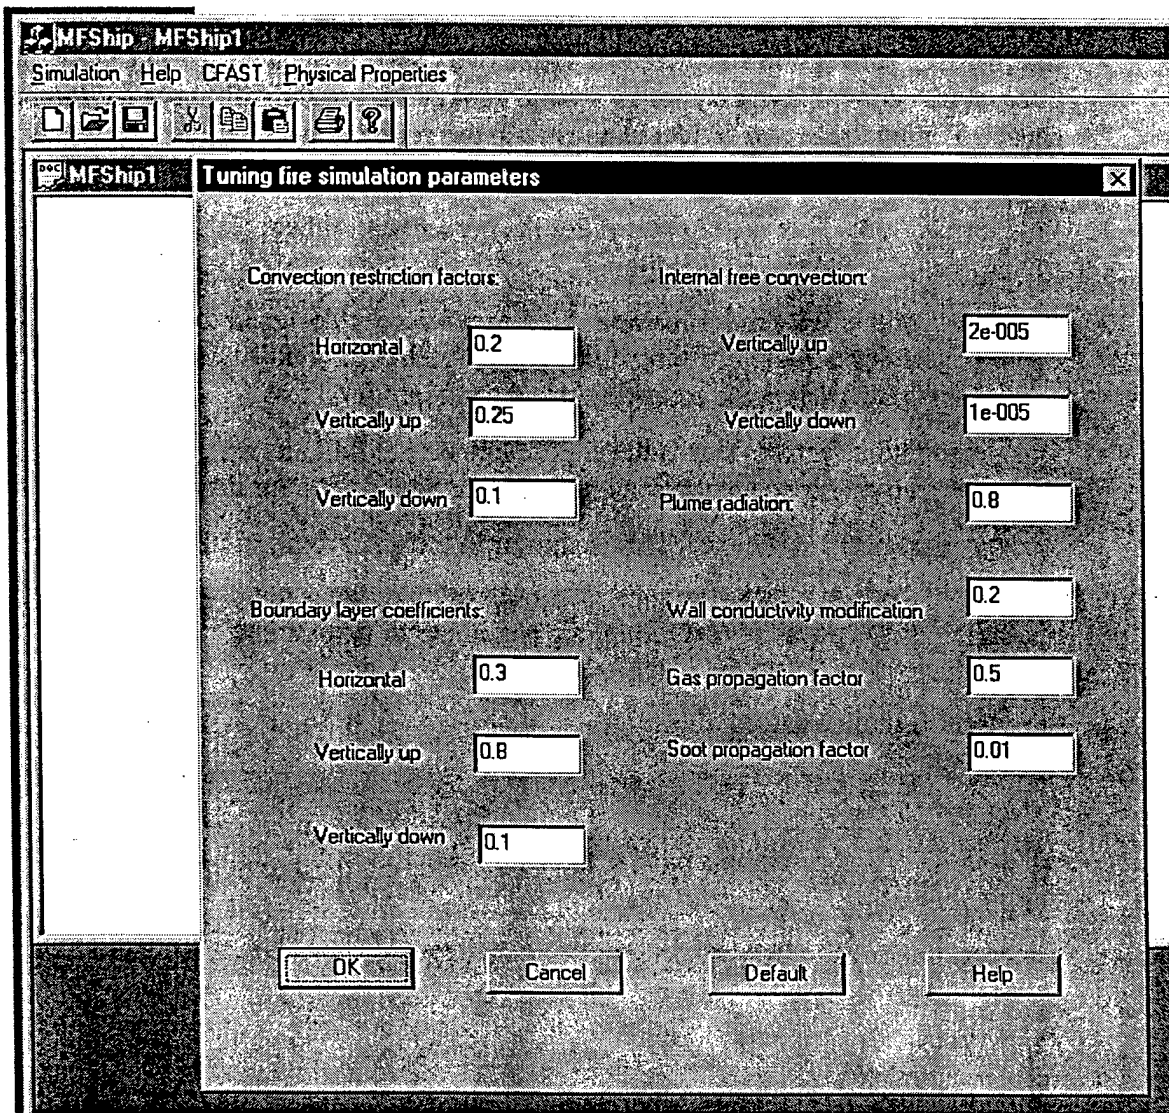 MFShip - MFShip1
Simulation Help CFAST Physical Properties
MFShip1
Tuning fire simulation parameters
Convection restriction factors:
Horizontal 0.2
Vertically up 0.25
Vertically down 0.1
Boundary layer coefficients:
Horizontal 0.3
Vertically up 0.8
Vertically down 0.1
Internal free convection:
Vertically up 2e-005
Vertically down 1e-005
Plume radiation: 0.8
Wall conductivity modification 0.2
Gas propagation factor 0.5
Soot propagation factor 0.01
OK Cancel Default Help